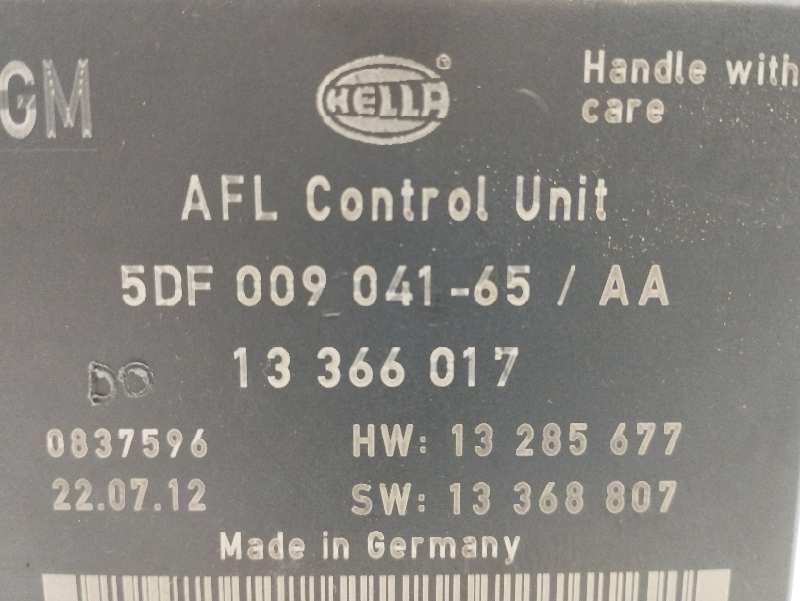 GM
HELLA
®
Handle with
care
AFL Control Unit
5DF 009 041-65 / AA
13 366 017
DO
0837596
HW: 13 285 677
22.07.12
SW: 13 368 807
Made in Germany